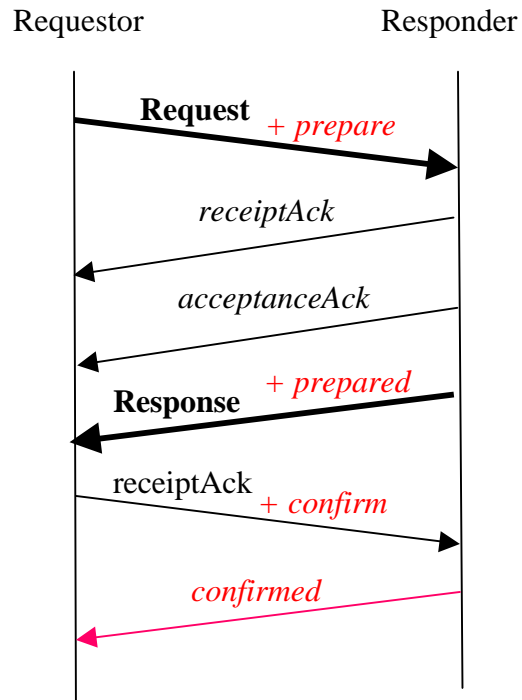 Requestor Responder
Request + prepare
receiptAck
acceptanceAck
+ prepared
Response
receiptAck
+ confirm
confirmed